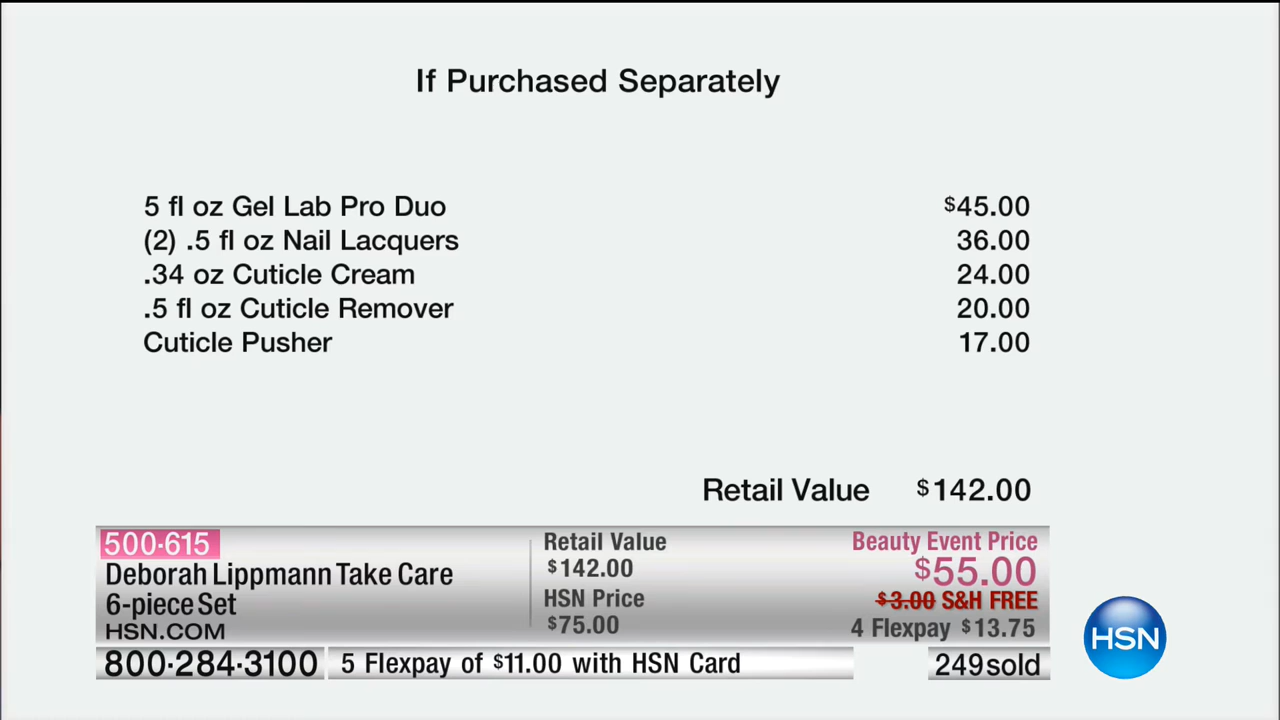 If Purchased Separately
5 fl oz Gel Lab Pro Duo $45.00
(2) .5 fl oz Nail Lacquers 36.00
.34 oz Cuticle Cream 24.00
.5 fl oz Cuticle Remover 20.00
Cuticle Pusher 17.00
Retail Value $142.00
500·615
Deborah Lippmann Take Care
6-piece Set
HSN.COM
Retail Value
$142.00
HSN Price
$75.00
Beauty Event Price
$55.00
$3.00 S&H FREE
4 Flexpay $13.75
800·284·3100
5 Flexpay of $11.00 with HSN Card
249 sold
HSN